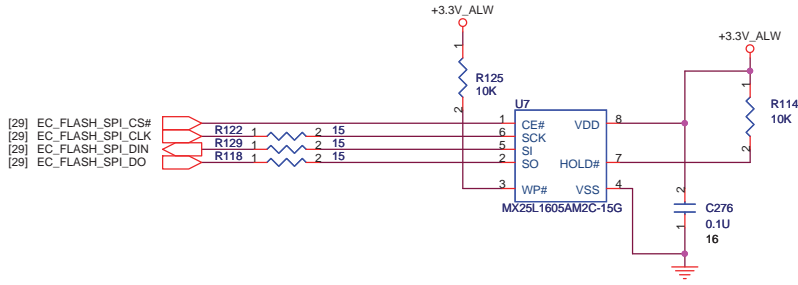 +3.3V_ALW
+3.3V_ALW
1
R125
10K
2
1
R114
10K
2
U7
[29] EC_FLASH_SPI_CS#
1 CE# VDD 8
[29] EC_FLASH_SPI_CLK R122 1 2 15 6 SCK
[29] EC_FLASH_SPI_DIN R129 1 2 15 5 SI
[29] EC_FLASH_SPI_DO R118 1 2 15 2 SO HOLD# 7
3 WP# VSS 4
MX25L1605AM2C-15G
2
C276
0.1U
1
16